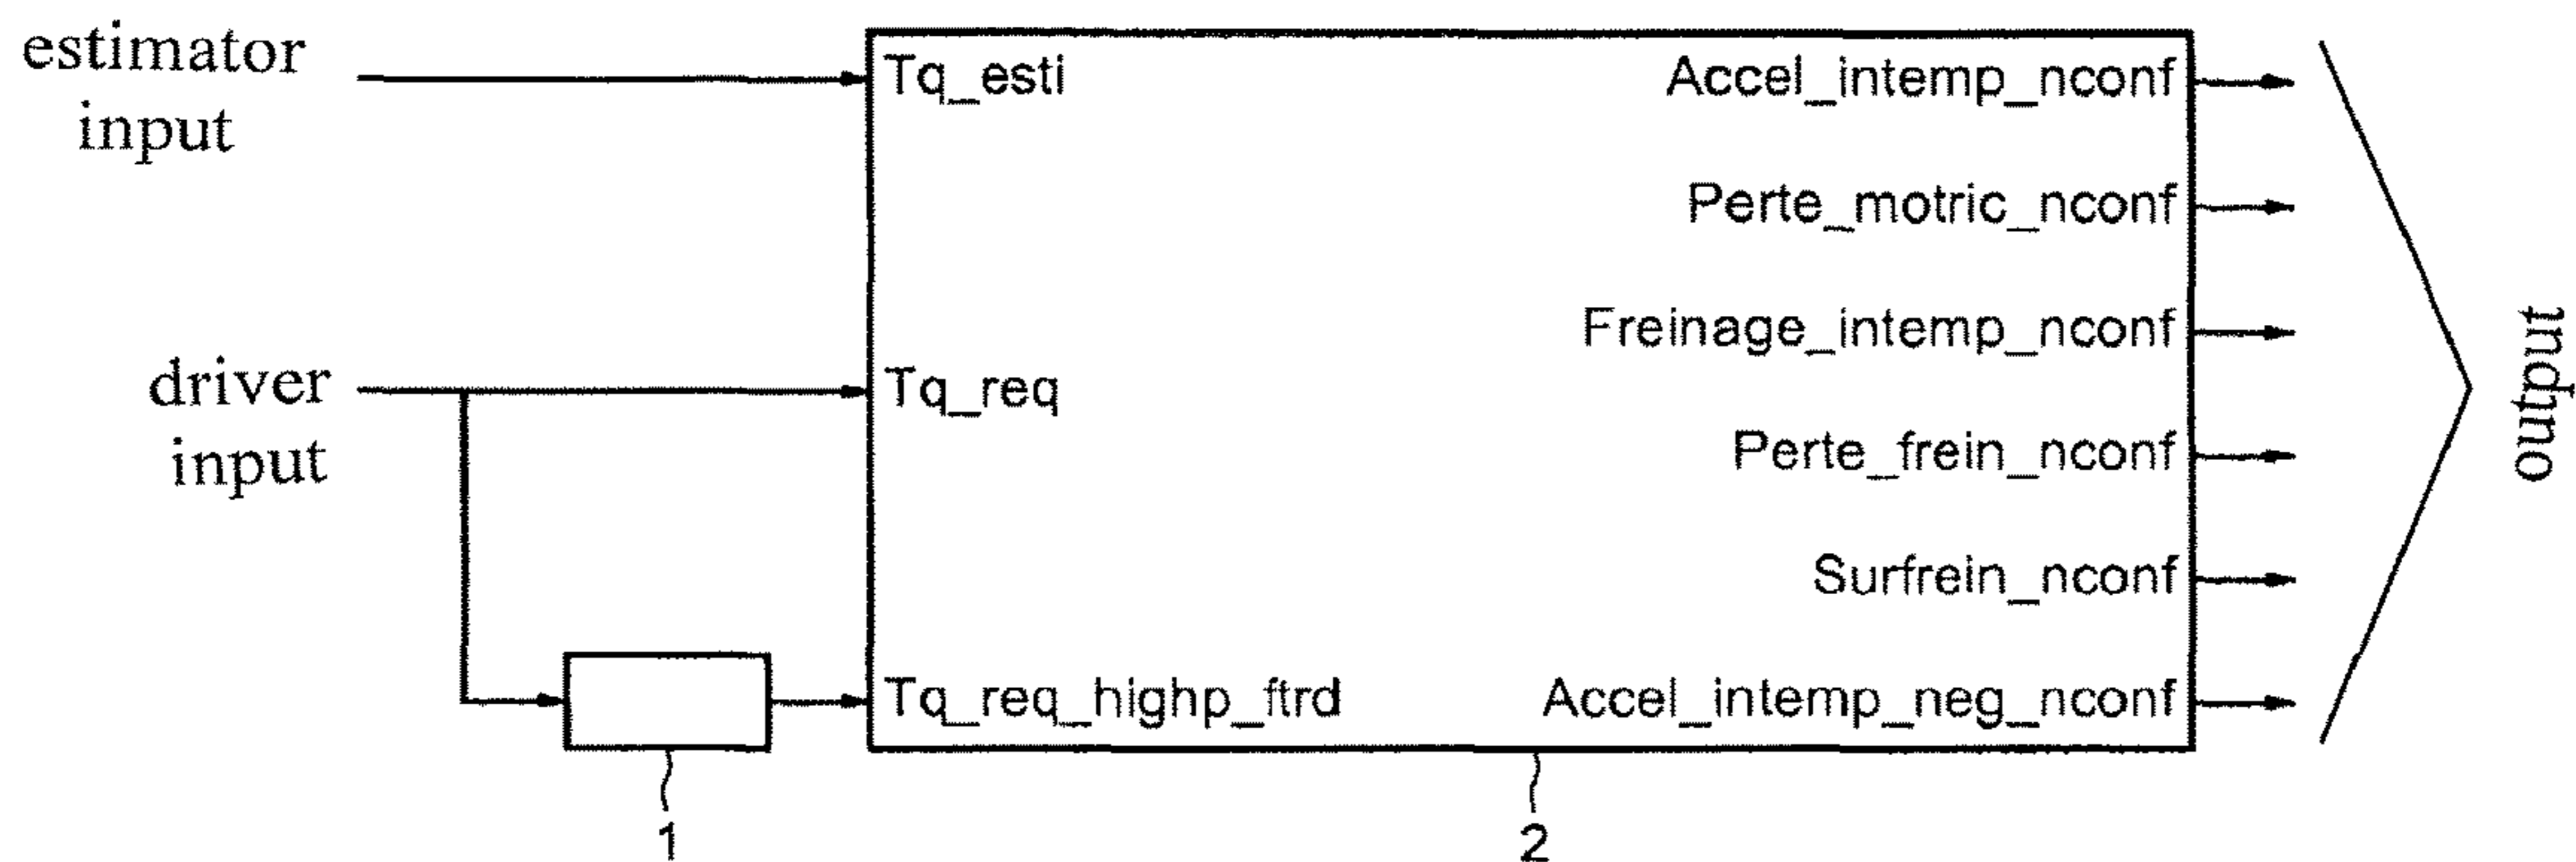 estimator
input
driver
input
Tq_esti
Tq_req
Tq_req_highp_ftrd
Accel_intemp_nconf
Perte_motric_nconf
Freinage_intemp_nconf
Perte_frein_nconf
Surfrein_nconf
Accel_intemp_neg_nconf
output
1
2